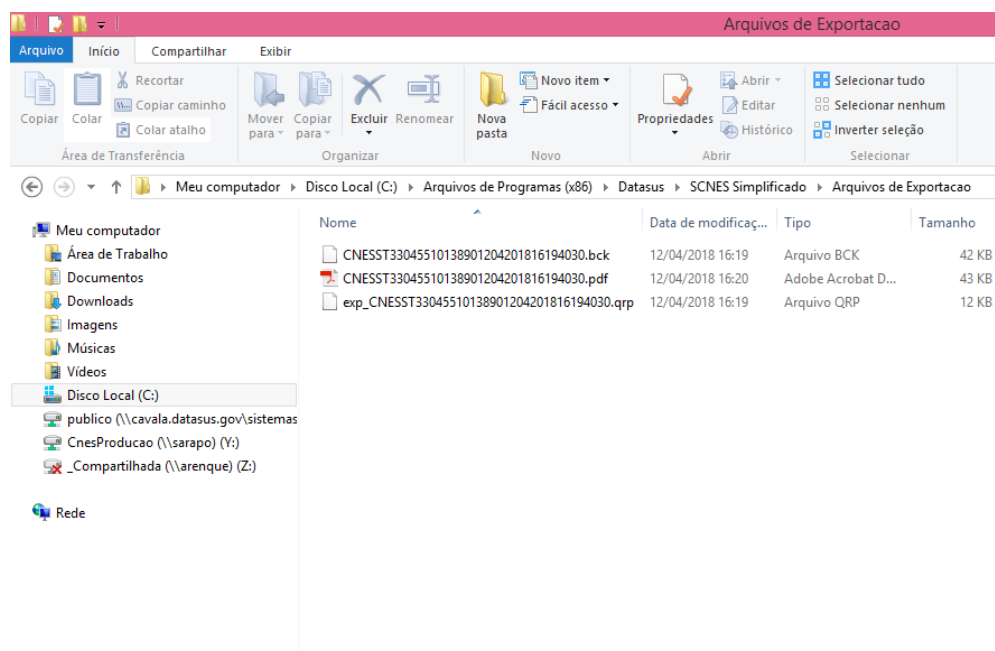 Arquivos de Exportacao
Arquivo Início Compartilhar Exibir
Copiar
Colar
Recortar
Copiar caminho
Colar atalho
Área de Transferência
Mover para
Copiar para
Excluir
Renomear
Organizar
Nova pasta
Novo item
Fácil acesso
Novo
Propriedades
Abrir
Editar
Histórico
Abrir
Selecionar tudo
Selecionar nenhum
Inverter seleção
Selecionar
Meu computador Disco Local (C:) Arquivos de Programas (x86) Datasus SCNES Simplificado Arquivos de Exportacao
Meu computador
Área de Trabalho
Documentos
Downloads
Imagens
Músicas
Vídeos
Disco Local (C:)
publico (\\cavala.datasus.gov\sistemas
CnesProducao (\\sarapo) (Y:)
_Compartilhada (\\arenque) (Z:)
Rede
Nome Data de modificaç... Tipo Tamanho
CNESST33045510138901204201816194030.bck 12/04/2018 16:19 Arquivo BCK 42 KB
CNESST33045510138901204201816194030.pdf 12/04/2018 16:20 Adobe Acrobat D... 43 KB
exp_CNESST33045510138901204201816194030.qrp 12/04/2018 16:19 Arquivo QRP 12 KB